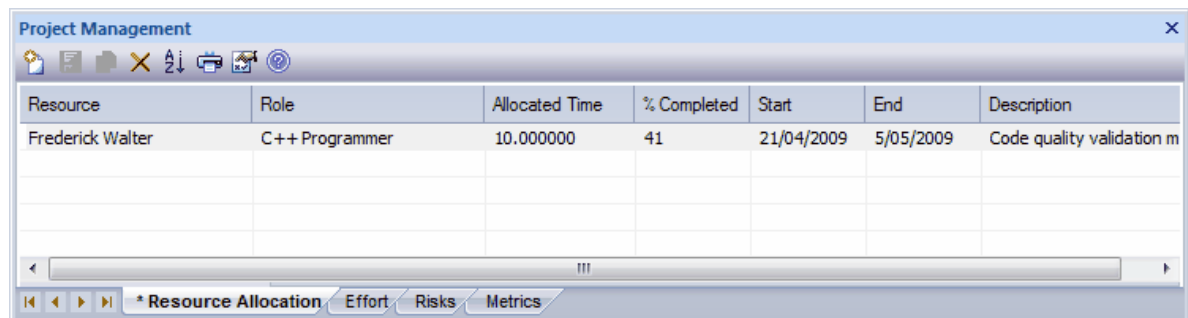 Project Management
Resource Role Allocated Time % Completed Start End Description
Frederick Walter C++ Programmer 10.000000 41 21/04/2009 5/05/2009 Code quality validation m
* Resource Allocation Effort Risks Metrics